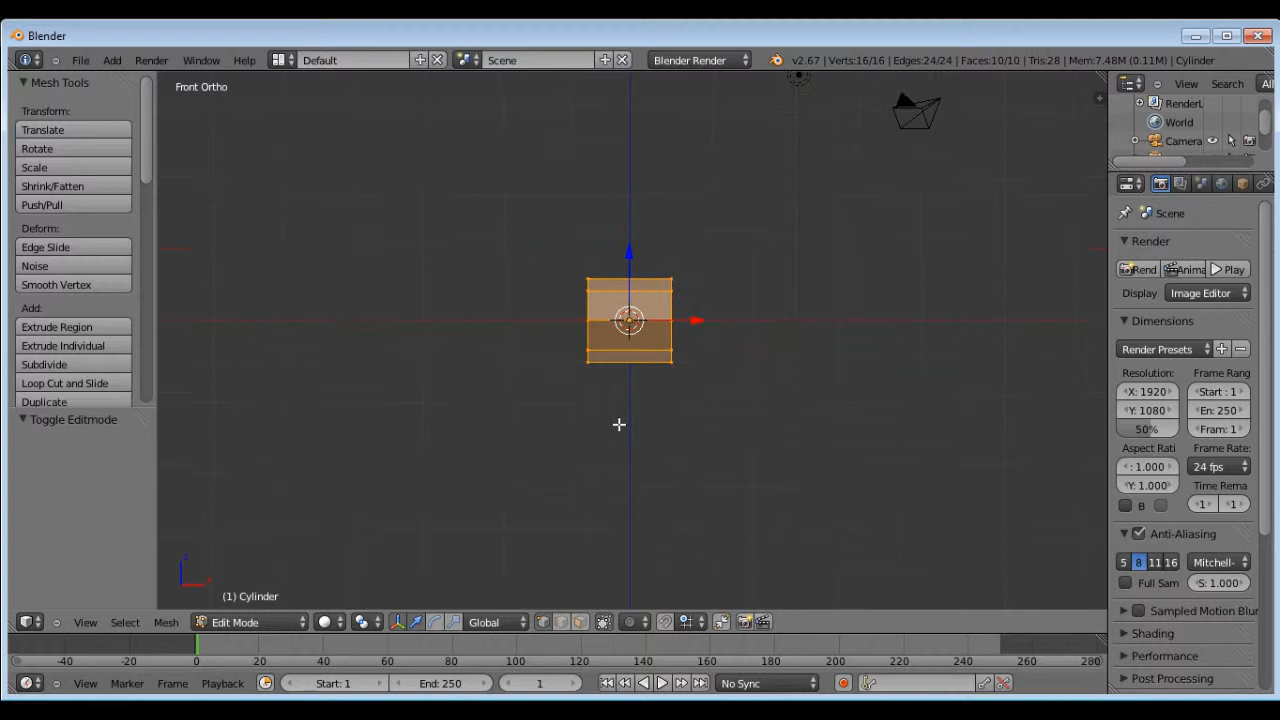 Blender
File Add Render Window Help Default Scene Blender Render v2.67 | Verts:16/16 | Edges:24/24 | Faces:10/10 | Tris:28 | Mem:7.48M (0.11M) | Cylinder
Mesh Tools
Transform:
Translate
Rotate
Scale
Shrink/Fatten
Push/Pull
Deform:
Edge Slide
Noise
Smooth Vertex
Add:
Extrude Region
Extrude Individual
Subdivide
Loop Cut and Slide
Duplicate
Toggle Editmode
Front Ortho
z
x
(1) Cylinder
View Select Mesh Edit Mode Global
View Search All
RenderL
World
Camera
Scene
Render
Rend Anima Play
Display Image Editor
Dimensions
Render Presets
Resolution: Frame Rang
X: 1920 Start : 1
Y: 1080 En: 250
50% Fram: 1
Aspect Rati Frame Rate:
: 1.000 24 fps
Y: 1.000 Time Rema
B 1 1
Anti-Aliasing
5 8 11 16 Mitchell-
Full Sam S: 1.000
Sampled Motion Blur
Shading
Performance
Post Processing
-40 -20 0 20 40 60 80 100 120 140 160 180 200 220 240 260 280
View Marker Frame Playback Start: 1 End: 250 1 No Sync